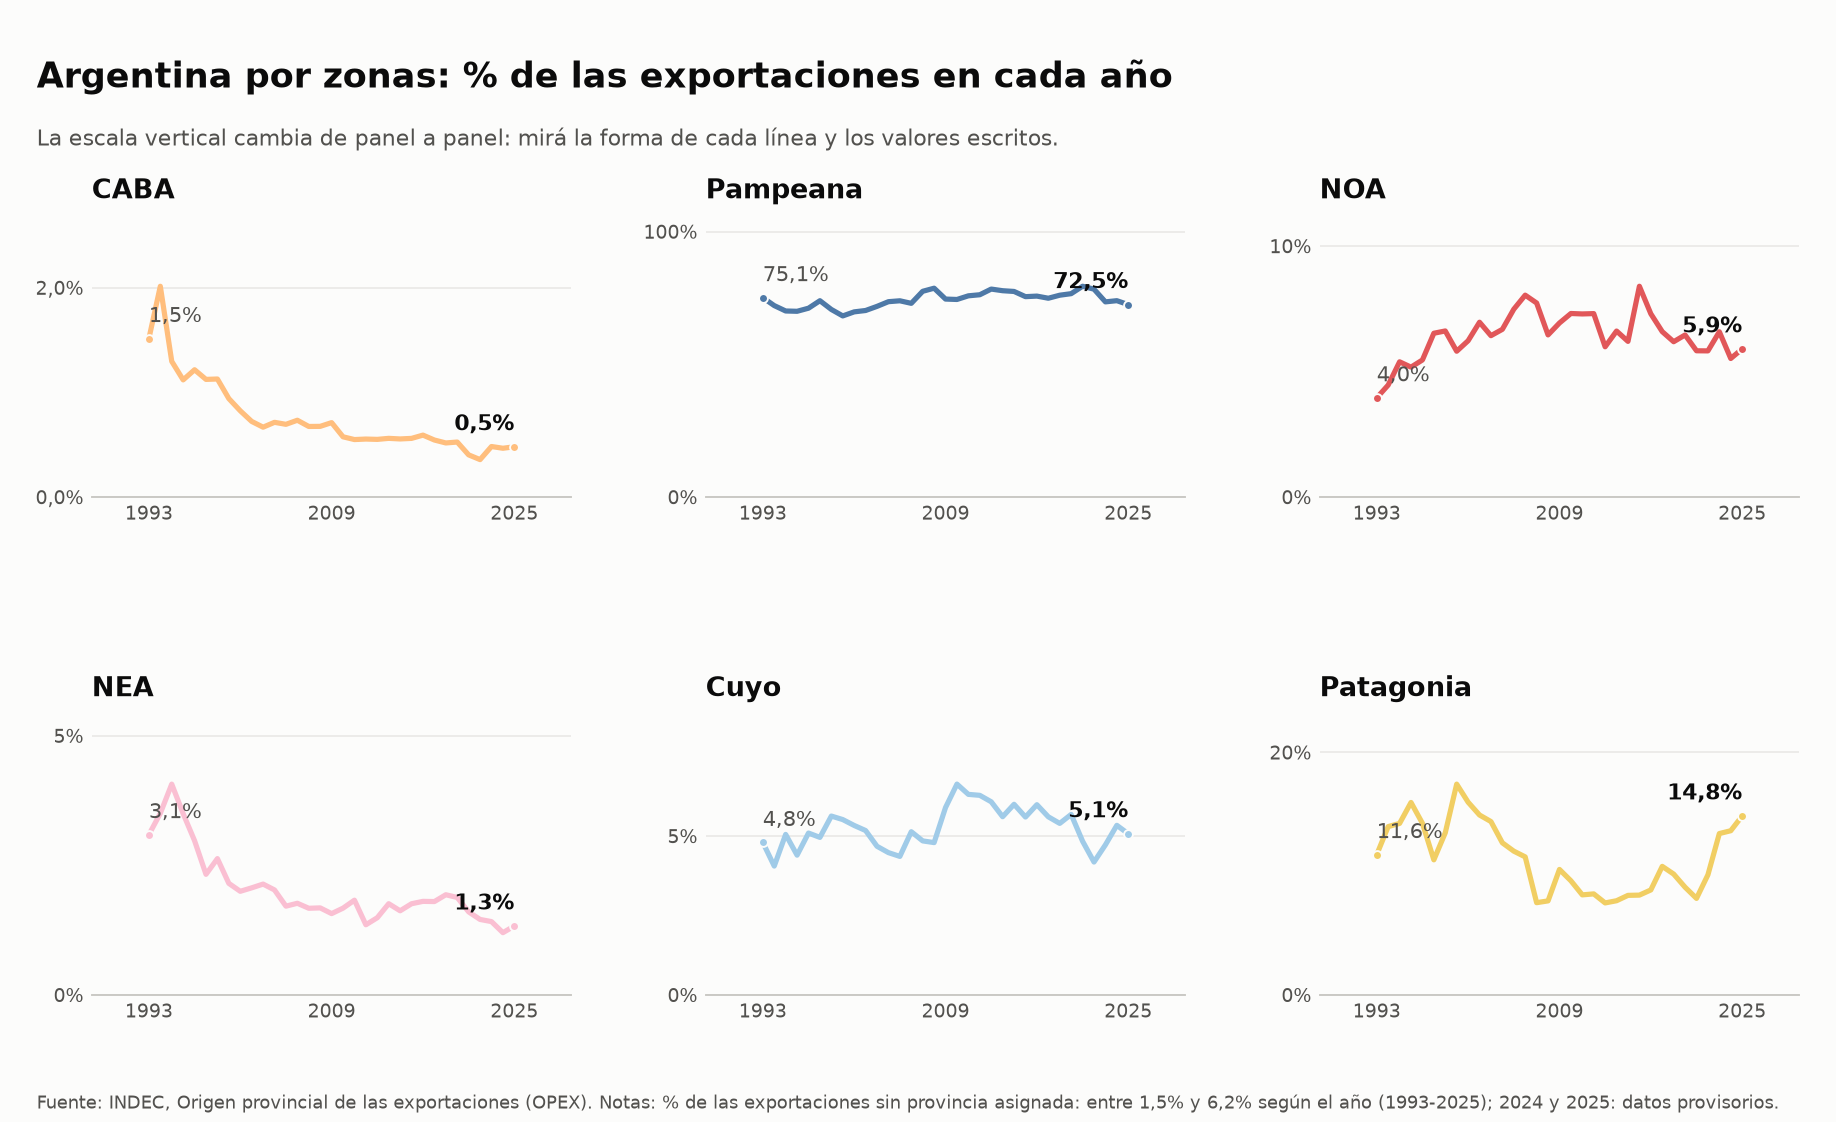 Argentina por zonas: % de las exportaciones en cada año
La escala vertical cambia de panel a panel: mirá la forma de cada línea y los valores escritos.
CABA
2,0%
1,5%
0,5%
0,0%
1993 2009 2025
Pampeana
100%
75,1%
72,5%
0%
1993 2009 2025
NOA
10%
5,9%
4,0%
0%
1993 2009 2025
NEA
5%
3,1%
1,3%
0%
1993 2009 2025
Cuyo
4,8%
5,1%
5%
0%
1993 2009 2025
Patagonia
20%
14,8%
11,6%
0%
1993 2009 2025
Fuente: INDEC, Origen provincial de las exportaciones (OPEX). Notas: % de las exportaciones sin provincia asignada: entre 1,5% y 6,2% según el año (1993-2025); 2024 y 2025: datos provisorios.